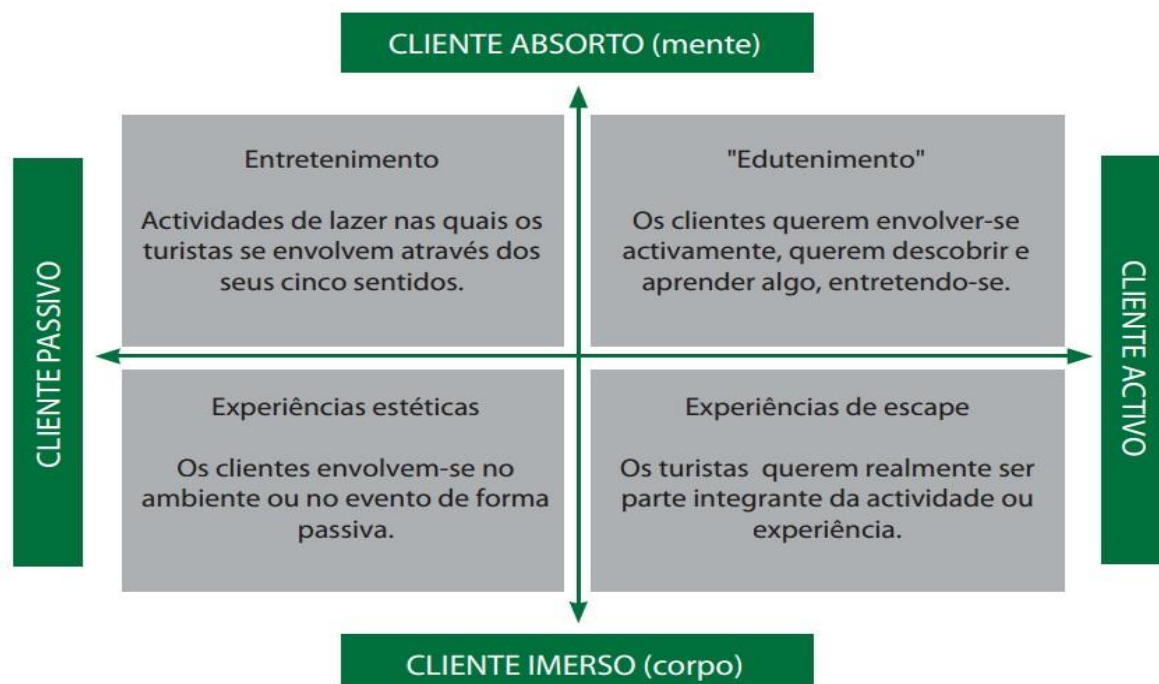 CLIENTE ABSORTO (mente)
Entretenimento
Actividades de lazer nas quais os
turistas se envolvem através dos
seus cinco sentidos.
"Edutenimento"
Os clientes querem envolver-se
activamente, querem descobrir e
aprender algo, entretendo-se.
CLIENTE PASSIVO
CLIENTE ACTIVO
Experiências estéticas
Os clientes envolvem-se no
ambiente ou no evento de forma
passiva.
Experiências de escape
Os turistas querem realmente ser
parte integrante da actividade ou
experiência.
CLIENTE IMERSO (corpo)